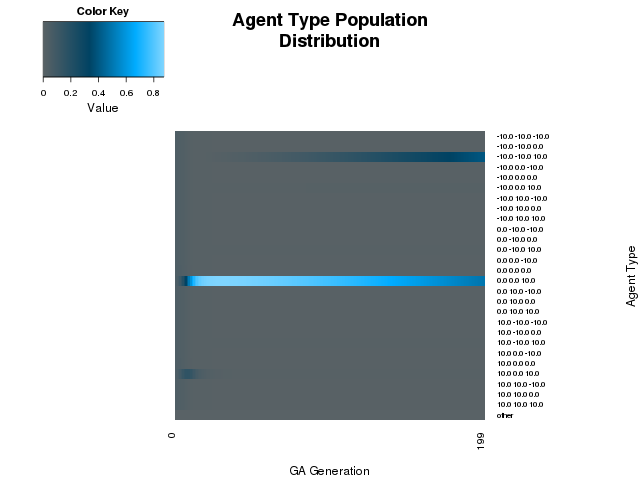 Color Key
Agent Type Population
Distribution
0 0.2 0.4 0.6 0.8
Value
-10.0 -10.0 -10.0
-10.0 -10.0 0.0
-10.0 -10.0 10.0
-10.0 0.0 -10.0
-10.0 0.0 0.0
-10.0 0.0 10.0
-10.0 10.0 -10.0
-10.0 10.0 0.0
-10.0 10.0 10.0
0.0 -10.0 -10.0
0.0 -10.0 0.0
0.0 -10.0 10.0
0.0 0.0 -10.0
0.0 0.0 0.0
0.0 0.0 10.0
0.0 10.0 -10.0
0.0 10.0 0.0
0.0 10.0 10.0
10.0 -10.0 -10.0
10.0 -10.0 0.0
10.0 -10.0 10.0
10.0 0.0 -10.0
10.0 0.0 0.0
10.0 0.0 10.0
10.0 10.0 -10.0
10.0 10.0 0.0
10.0 10.0 10.0
other
Agent Type
0 199
GA Generation